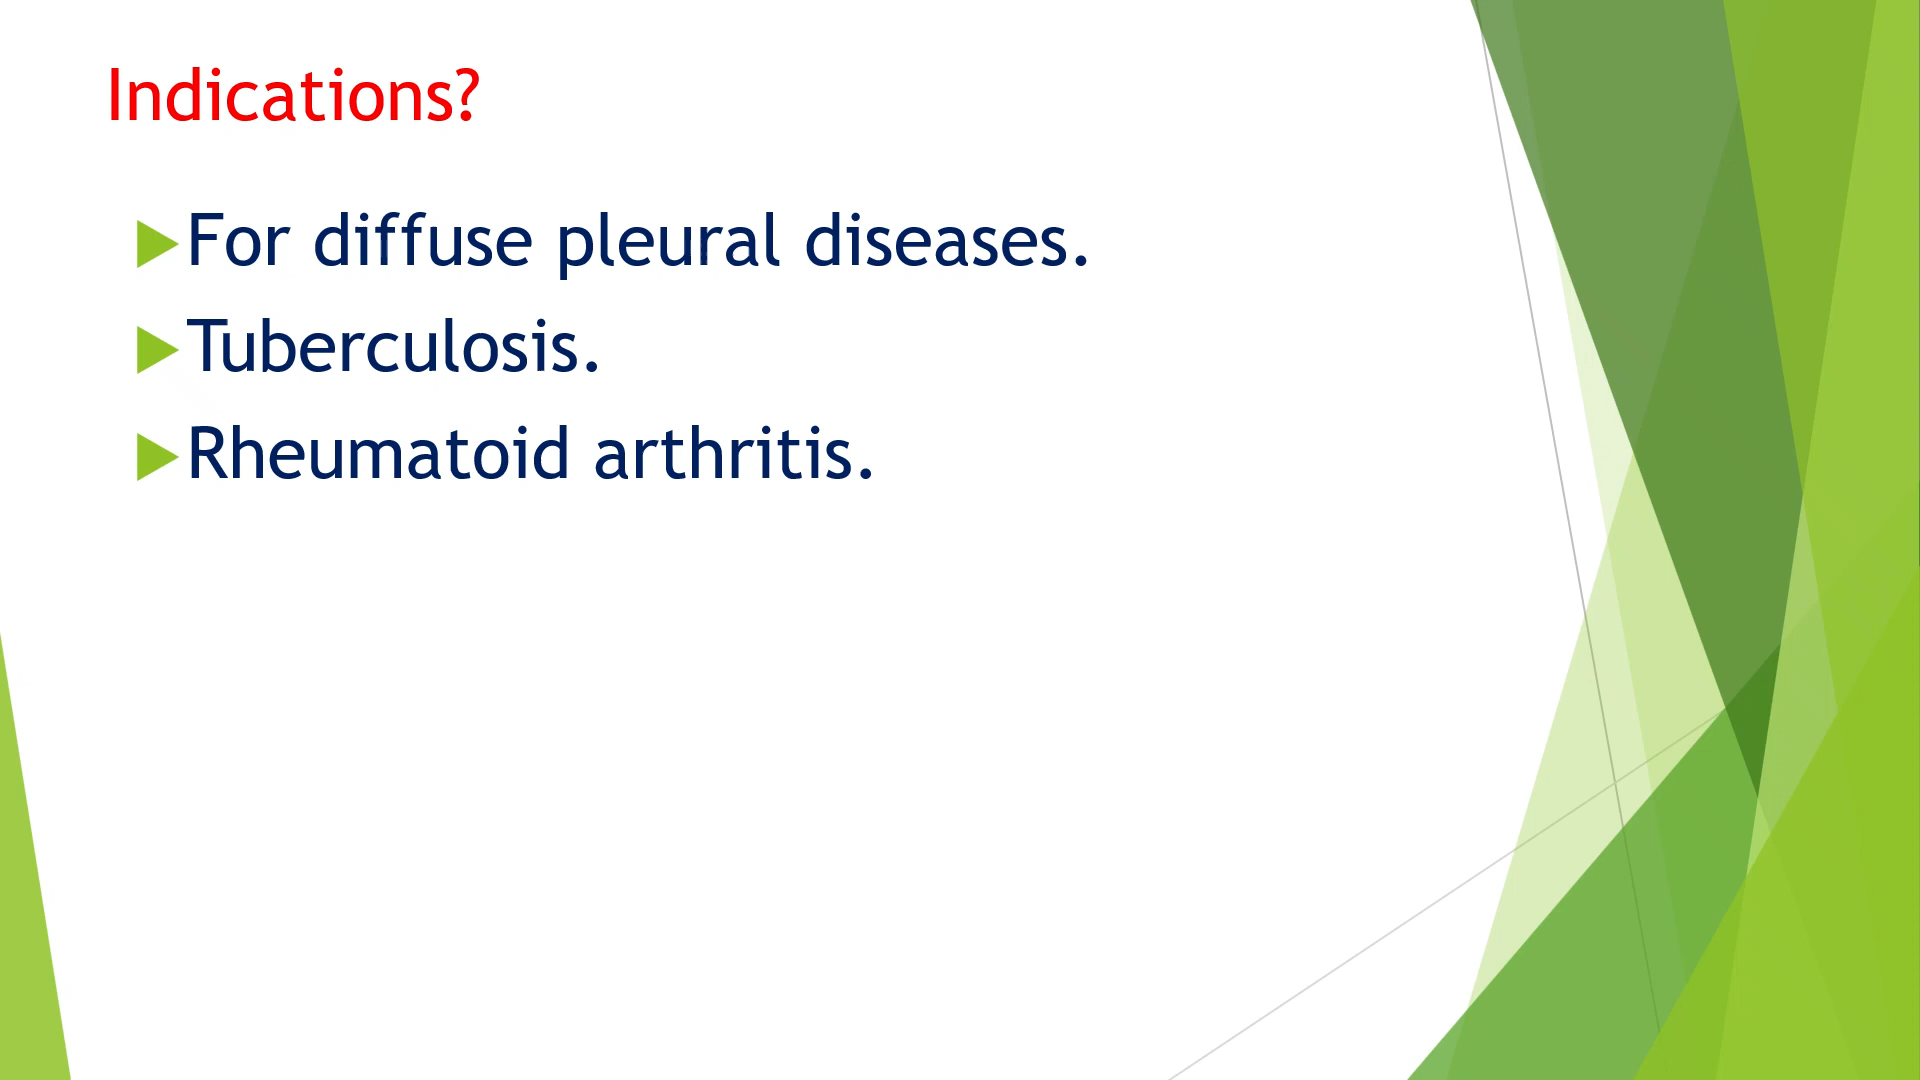 Indications?
For diffuse pleural diseases.
Tuberculosis.
Rheumatoid arthritis.